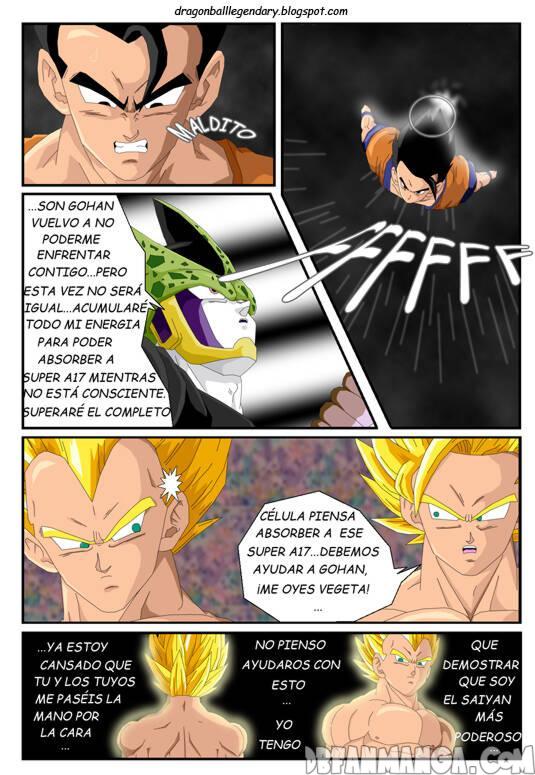 dragonballlegendary.blogspot.com
MALDITO
FFFFFFF
...SON GOHAN
VUELVO A NO
PODERME
ENFRENTAR
CONTIGO...PERO
ESTA VEZ NO SERÁ
IGUAL...ACUMULARÉ
TODO MI ENERGIA
PARA PODER
ABSORBER A
SUPER A17 MIENTRAS
NO ESTÁ CONSCIENTE.
SUPERARÉ EL COMPLETO
CÉLULA PIENSA
ABSORBER A ESE
SUPER A17...DEBEMOS
AYUDAR A GOHAN,
¡ME OYES VEGETA!
...
...YA ESTOY
CANSADO QUE
TU Y LOS TUYOS
ME PASÉIS LA
MANO POR
LA CARA
...
NO PIENSO
AYUDAROS CON
ESTO
...
YO
TENGO
QUE
DEMOSTRAR
QUE SOY
EL SAIYAN
MÁS
PODEROSO
...
DBFANMANGA.COM